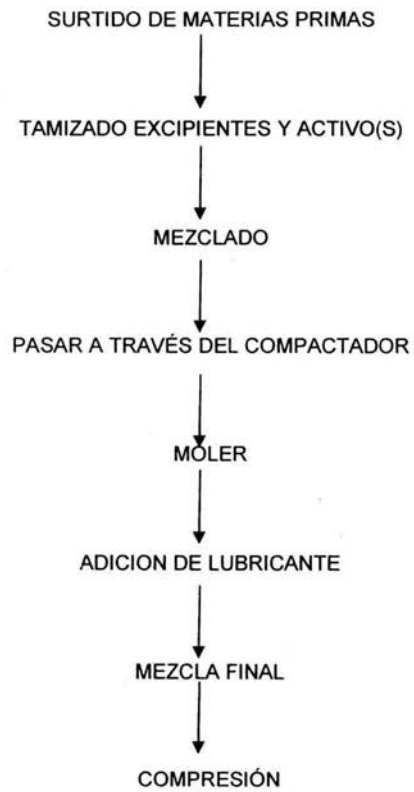 SURTIDO DE MATERIAS PRIMAS
TAMIZADO EXCIPIENTES Y ACTIVO(S)
MEZCLADO
PASAR A TRAVÉS DEL COMPACTADOR
MOLER
ADICION DE LUBRICANTE
MEZCLA FINAL
COMPRESIÓN